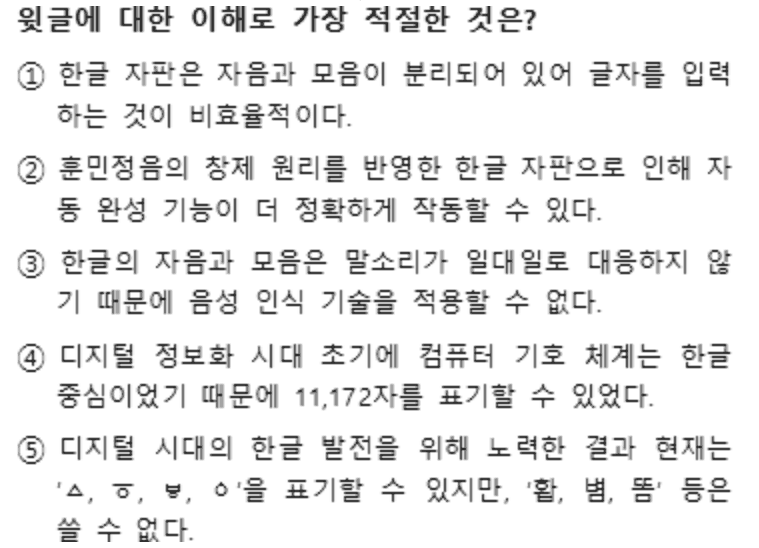 윗글에 대한 이해로 가장 적절한 것은?
① 한글 자판은 자음과 모음이 분리되어 있어 글자를 입력
하는 것이 비효율적이다.
② 훈민정음의 창제 원리를 반영한 한글 자판으로 인해 자
동 완성 기능이 더 정확하게 작동할 수 있다.
③ 한글의 자음과 모음은 말소리가 일대일로 대응하지 않
기 때문에 음성 인식 기술을 적용할 수 없다.
④ 디지털 정보화 시대 초기에 컴퓨터 기호 체계는 한글
중심이었기 때문에 11,172자를 표기할 수 있었다.
⑤ 디지털 시대의 한글 발전을 위해 노력한 결과 현재는
'ㅿ, ㆆ, ㅸ, ㆁ'을 표기할 수 있지만, '홥, 볌, 뜸' 등은
쓸 수 없다.